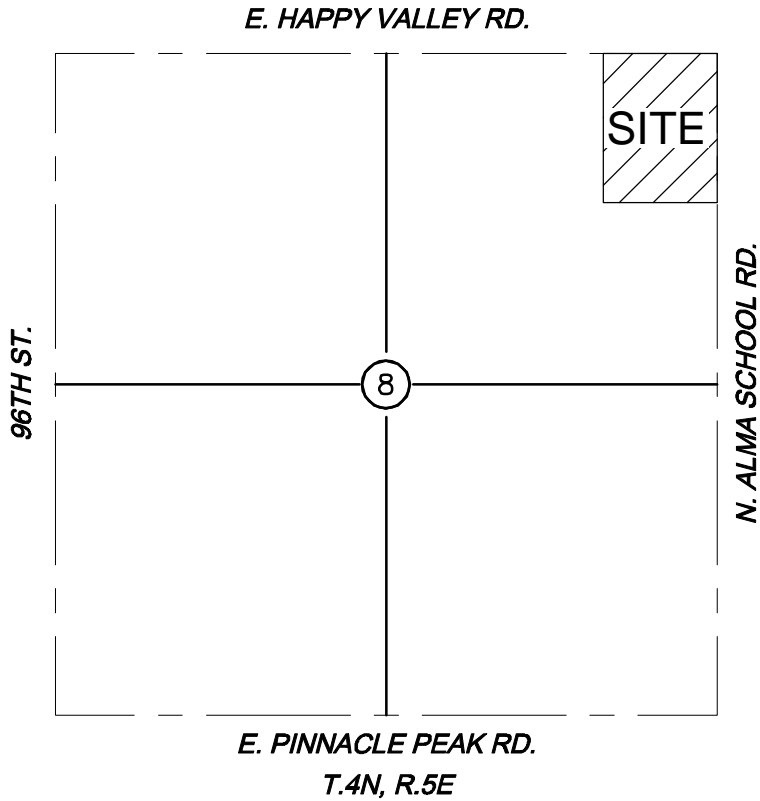 E. HAPPY VALLEY RD.
SITE
96TH ST.
8
N. ALMA SCHOOL RD.
E. PINNACLE PEAK RD.
T.4N, R.5E